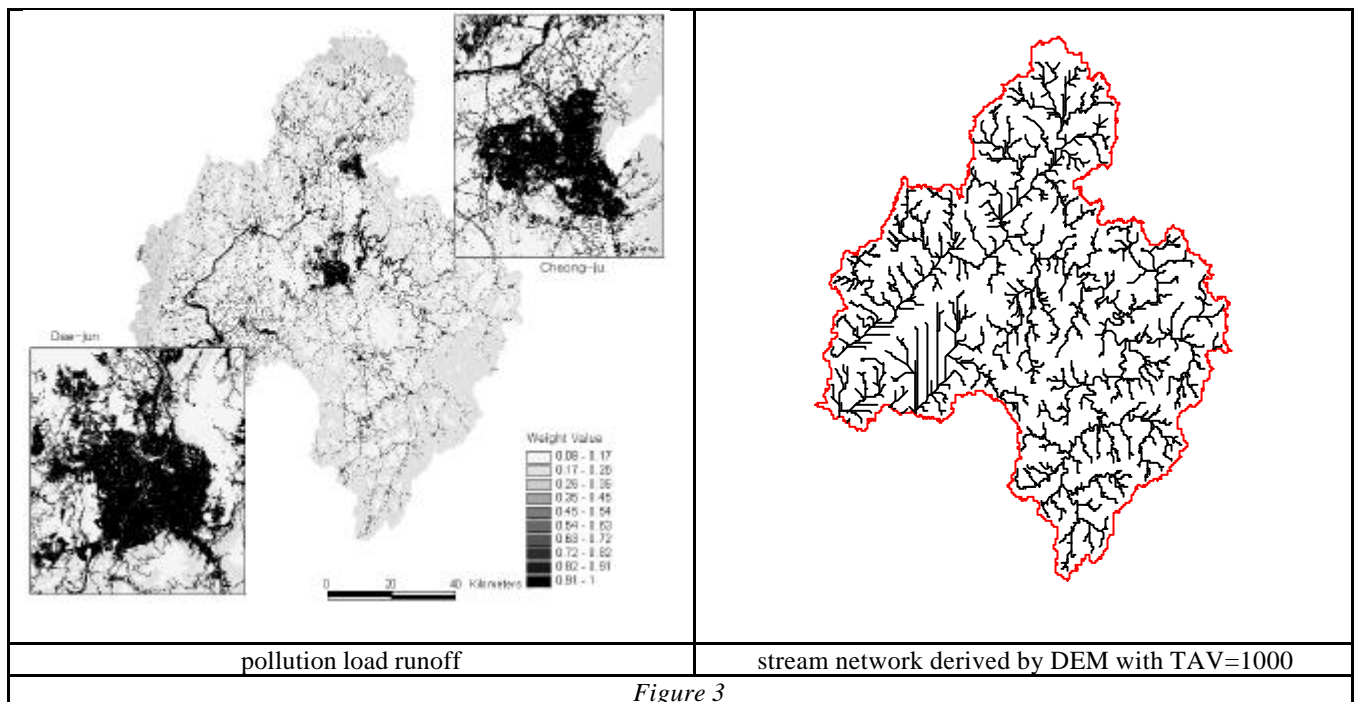 Cheong-ju
Dae-jun
Weight Value
0.08 - 0.17
0.17 - 0.26
0.26 - 0.35
0.35 - 0.45
0.45 - 0.54
0.54 - 0.63
0.63 - 0.72
0.72 - 0.82
0.82 - 0.91
0.91 - 1
0 20 40 Kilometers
pollution load runoff
stream network derived by DEM with TAV=1000
Figure 3